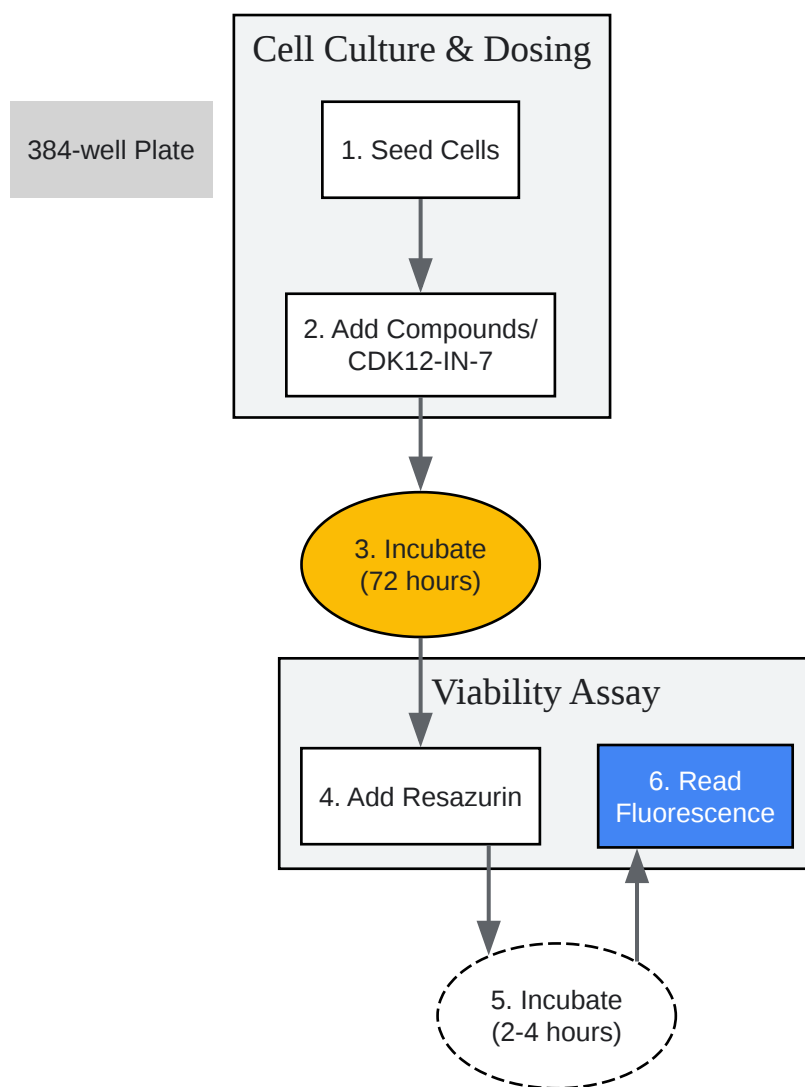 Cell Culture & Dosing
384-well Plate
1. Seed Cells
2. Add Compounds/
CDK12-IN-7
3. Incubate
(72 hours)
Viability Assay
4. Add Resazurin
6. Read
Fluorescence
5. Incubate
(2-4 hours)